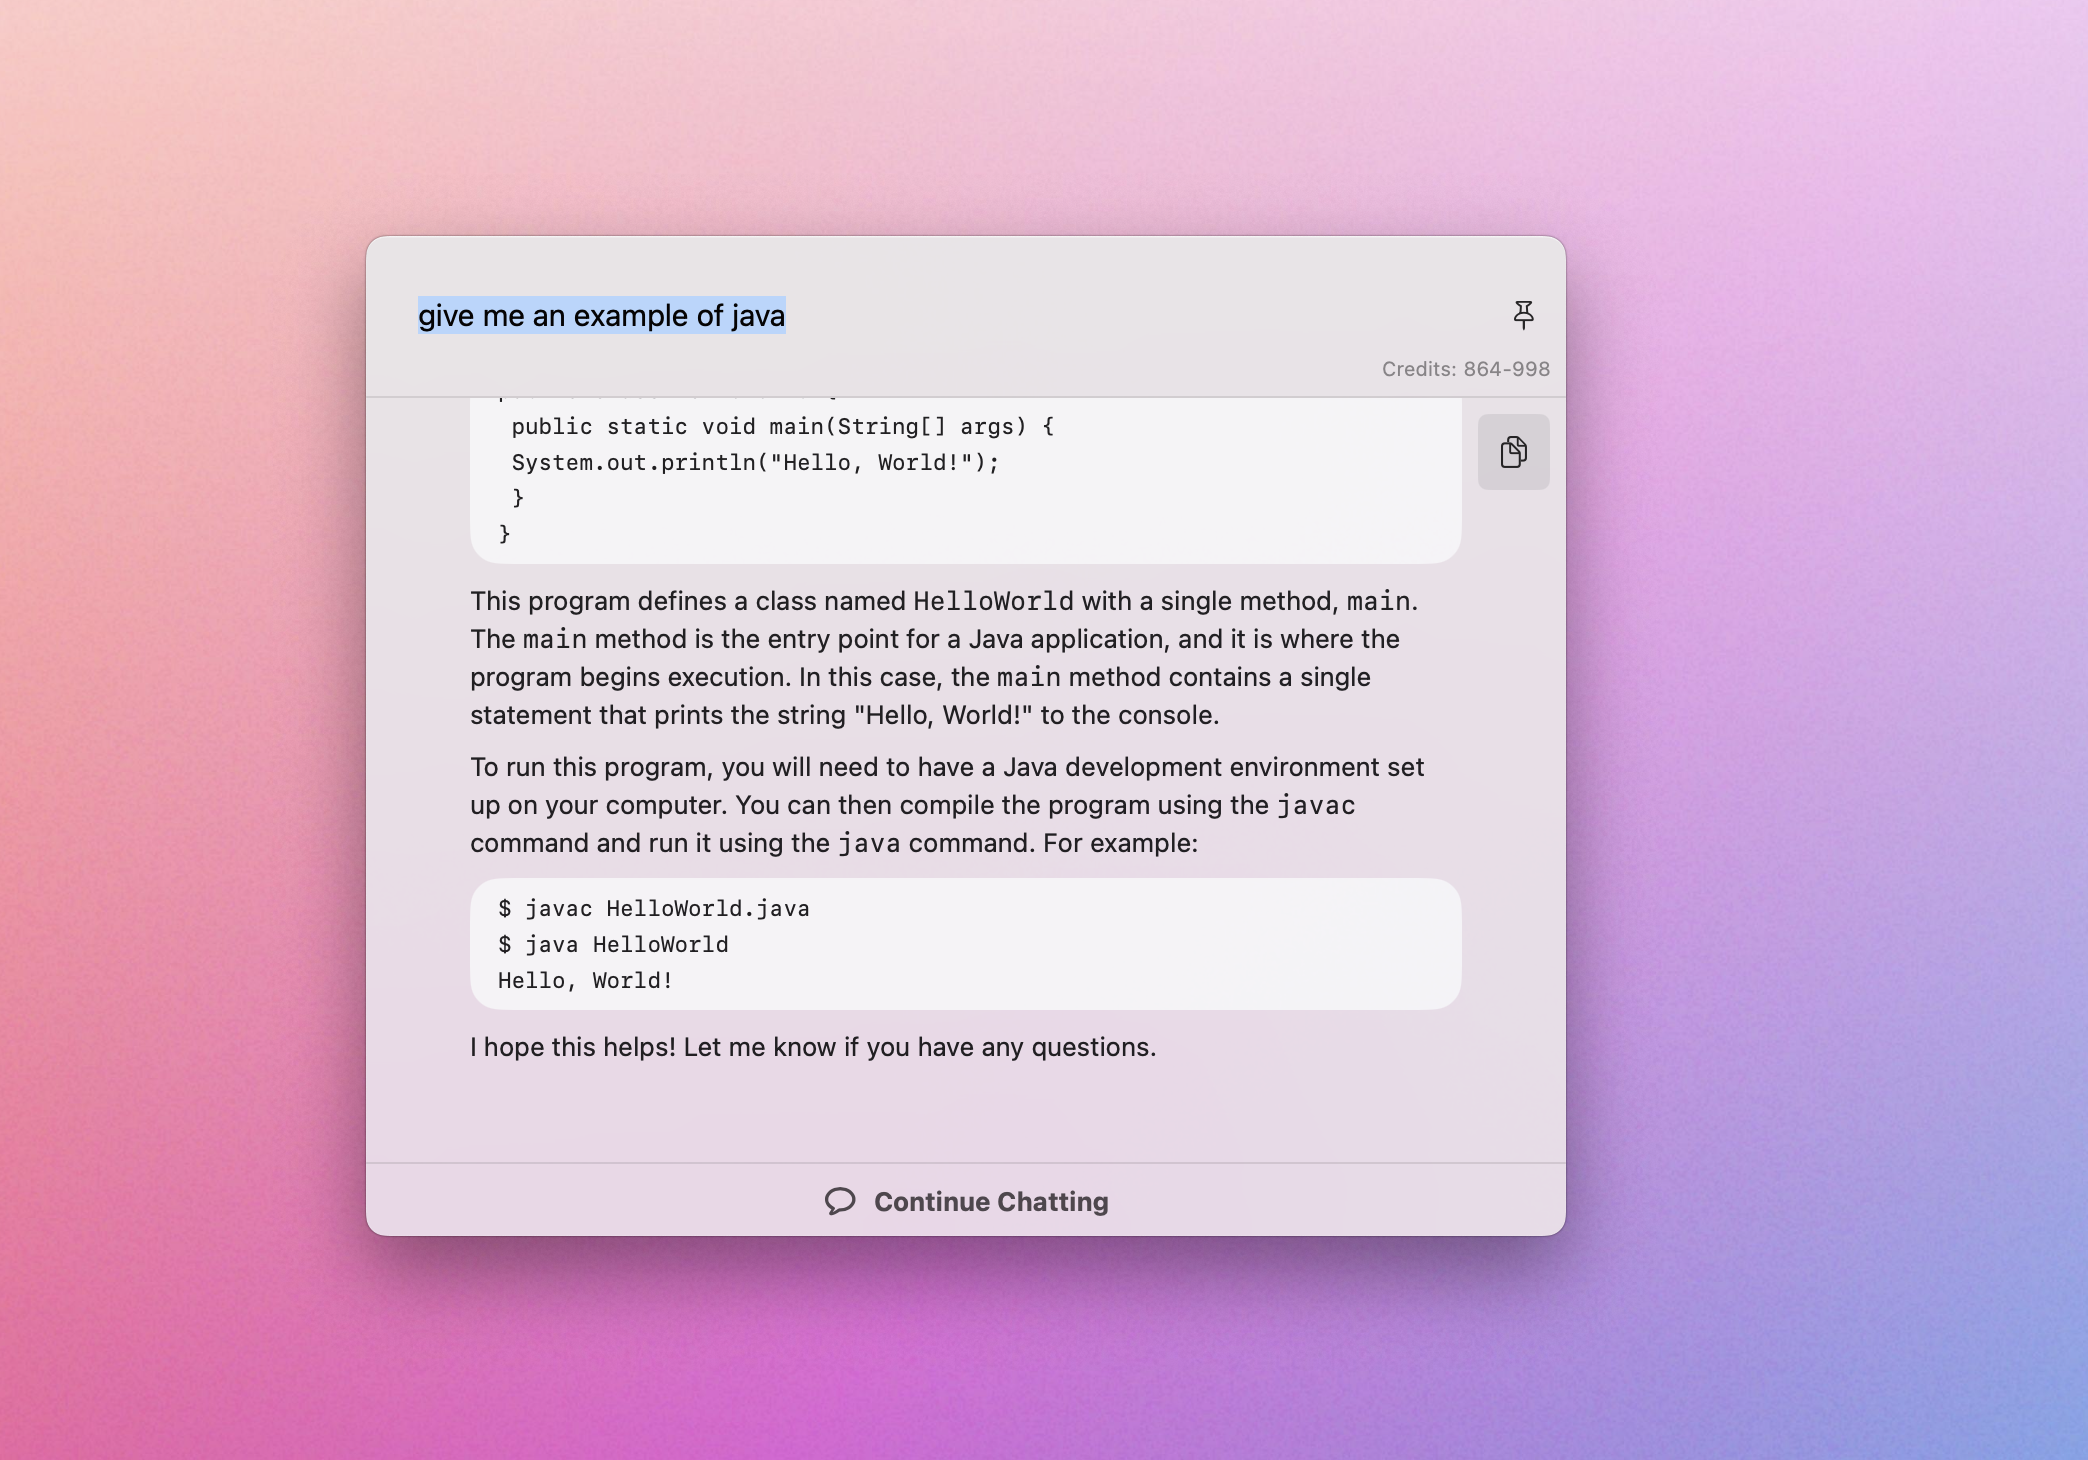 give me an example of java
Credits: 864-998
public static void main(String[] args) {
System.out.println("Hello, World!");
}
}
This program defines a class named HelloWorld with a single method, main.
The main method is the entry point for a Java application, and it is where the
program begins execution. In this case, the main method contains a single
statement that prints the string "Hello, World!" to the console.
To run this program, you will need to have a Java development environment set
up on your computer. You can then compile the program using the javac
command and run it using the java command. For example:
$ javac HelloWorld.java
$ java HelloWorld
Hello, World!
I hope this helps! Let me know if you have any questions.
Continue Chatting